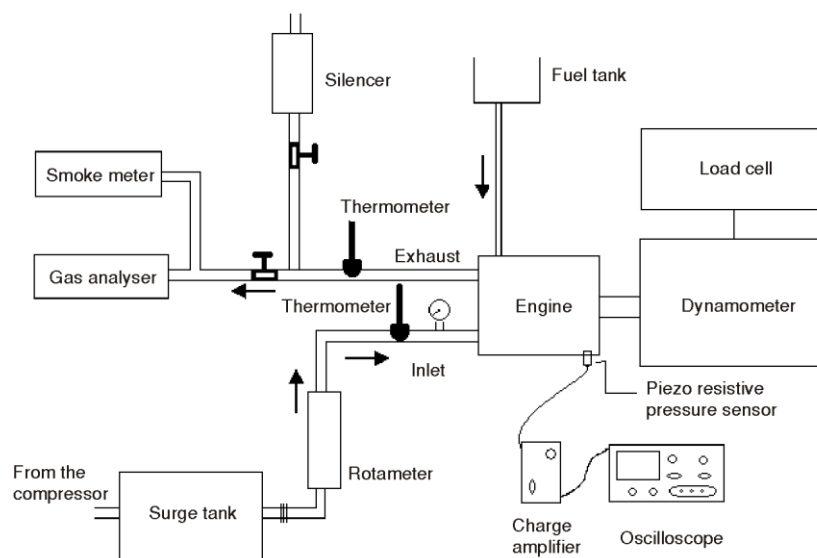 Silencer
Fuel tank
Smoke meter
Load cell
Thermometer
Exhaust
Gas analyser
Thermometer
Engine
Dynamometer
Inlet
Piezo resistive
pressure sensor
From the
compressor
Rotameter
Surge tank
Charge
amplifier
Oscilloscope